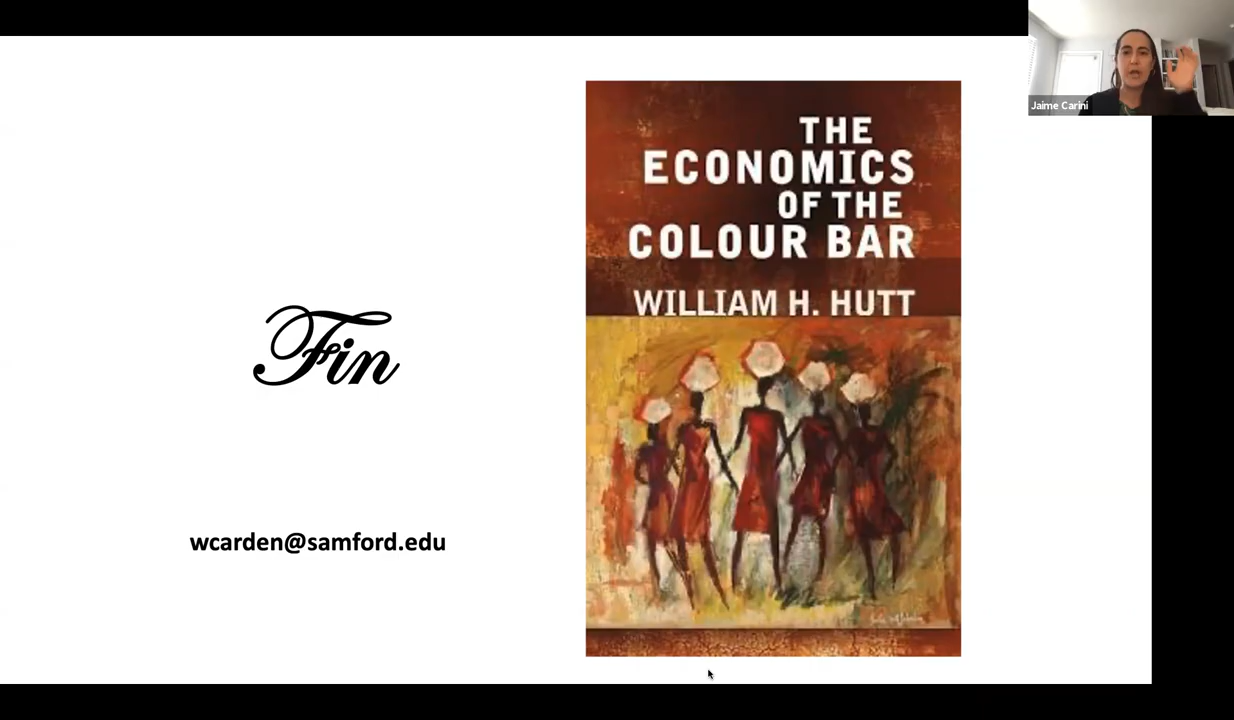 Jaime Carini
THE
ECONOMICS
OF THE
COLOUR BAR
WILLIAM H. HUTT
Fin
wcarden@samford.edu